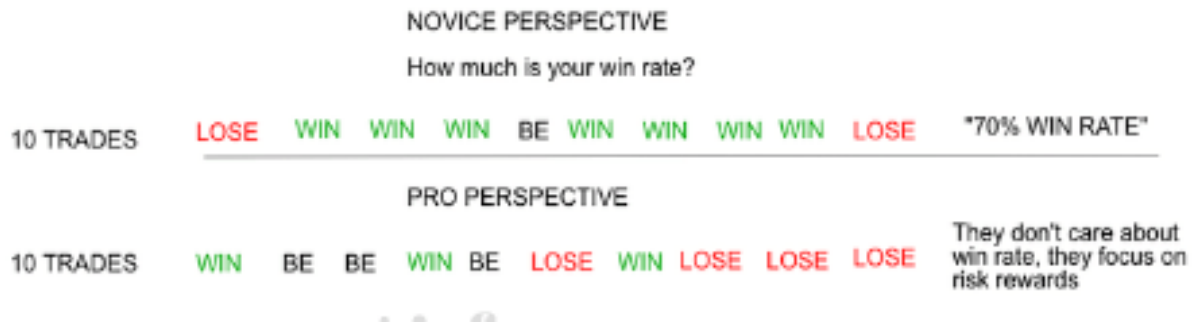 NOVICE PERSPECTIVE
How much is your win rate?
10 TRADES LOSE WIN WIN WIN BE WIN WIN WIN WIN LOSE "70% WIN RATE"
PRO PERSPECTIVE
10 TRADES WIN BE BE WIN BE LOSE WIN LOSE LOSE LOSE
They don't care about
win rate, they focus on
risk rewards